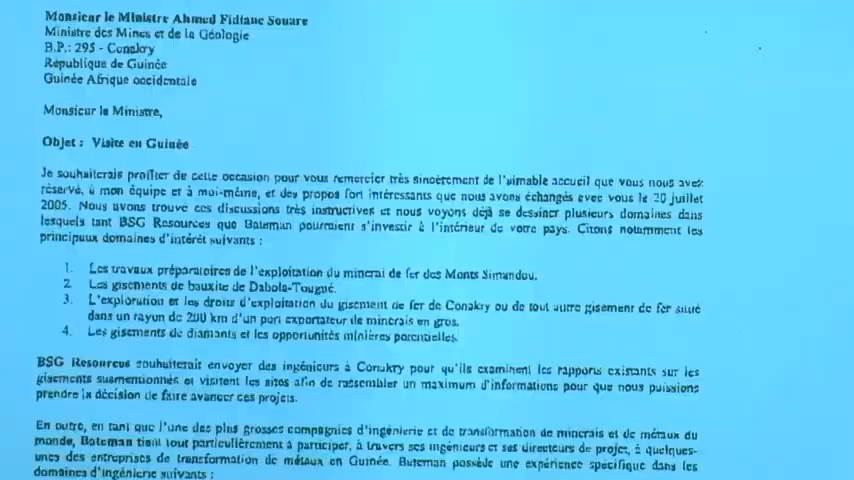 Monsieur le Ministre Ahmed Fidiane Souare
Ministre des Mines et de la Géologie
B.P.: 295 - Conakry
République de Guinée
Guinée Afrique occidentale
Monsieur le Ministre,
Objet : Visite en Guinée
Je souhaiterais profiter de cette occasion pour vous remercier très sincèrement de l'aimable accueil que vous nous avez
réservé, à mon équipe et à moi-même, et des propos fort intéressants que nous avons échangés avec vous le 20 juillet
2005. Nous avons trouvé ces discussions très instructives et nous voyons déjà se dessiner plusieurs domaines dans
lesquels tant BSG Resources que Bateman pourraient s'investir à l'intérieur de votre pays. Citons notamment les
principaux domaines d'intérêt suivants :
1. Les travaux préparatoires de l'exploitation du minerai de fer des Monts Simandou.
2. Les gisements de bauxite de Dabola-Tougué.
3. L'exploration et les droits d'exploitation du gisement de fer de Conakry ou de tout autre gisement de fer situé
dans un rayon de 200 km d'un port exportateur de minerais en gros.
4. Les gisements de diamants et les opportunités minières potentielles.
BSG Resources souhaiterait envoyer des ingénieurs à Conakry pour qu'ils examinent les rapports existants sur les
gisements susmentionnés et visitent les sites afin de rassembler un maximum d'informations pour que nous puissions
prendre la décision de faire avancer ces projets.
En outre, en tant que l'une des plus grosses compagnies d'ingénierie et de transformation de minerais et de métaux du
monde, Bateman tient tout particulièrement à participer, à travers ses ingénieurs et ses directeurs de projet, à quelques-
unes des entreprises de transformation de métaux en Guinée. Bateman possède une expérience spécifique dans les
domaines d'ingénierie suivants :